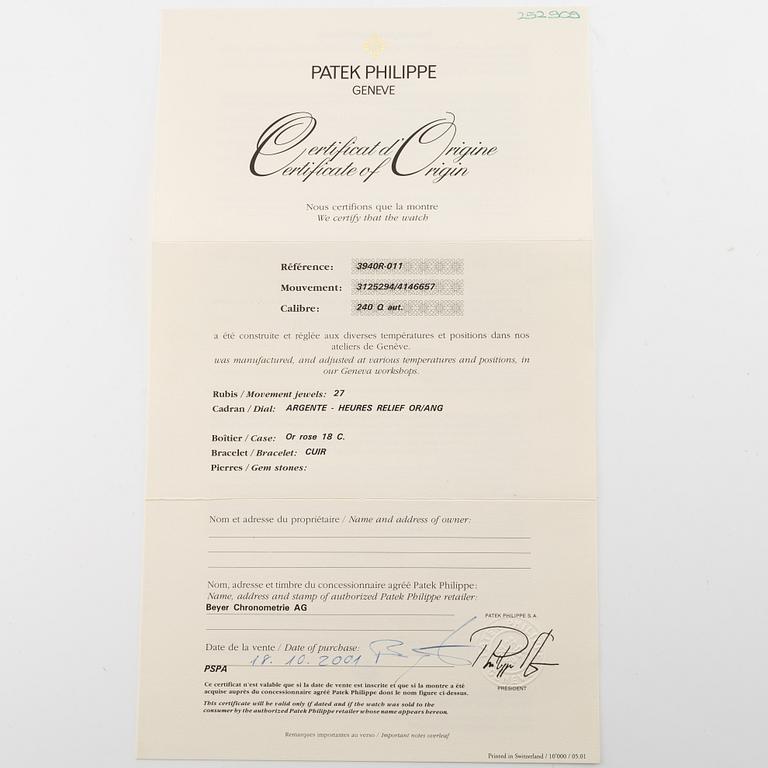 252909
PATEK PHILIPPE
GENEVE
Certificat d'Origine
Certificate of Origin
Nous certifions que la montre
We certify that the watch
Référence: 3940R-011
Mouvement: 3125294/4146657
Calibre: 240 Q aut.
a été construite et réglée aux diverses températures et positions dans nos
ateliers de Genève.
was manufactured, and adjusted at various temperatures and positions, in
our Geneva workshops.
Rubis / Movement jewels: 27
Cadran / Dial: ARGENTE - HEURES RELIEF OR/ANG
Boîtier / Case: Or rose 18 C.
Bracelet / Bracelet: CUIR
Pierres / Gem stones:
Nom et adresse du propriétaire / Name and address of owner:
Nom, adresse et timbre du concessionnaire agréé Patek Philippe:
Name, address and stamp of authorized Patek Philippe retailer:
Beyer Chronometrie AG
PATEK PHILIPPE S.A.
Date de la vente / Date of purchase:
18. 10. 2001
PSPA
PRESIDENT
Ce certificat n'est valable que si la date de vente est inscrite et que si la montre a été
acquise auprès du concessionnaire agréé Patek Philippe dont le nom figure ci-dessus.
This certificate will be valid only if dated and if the watch was sold to the
consumer by the authorized Patek Philippe retailer whose name appears hereon.
Remarques importantes au verso / Important notes overleaf
Printed in Switzerland / 10'000 / 05.01